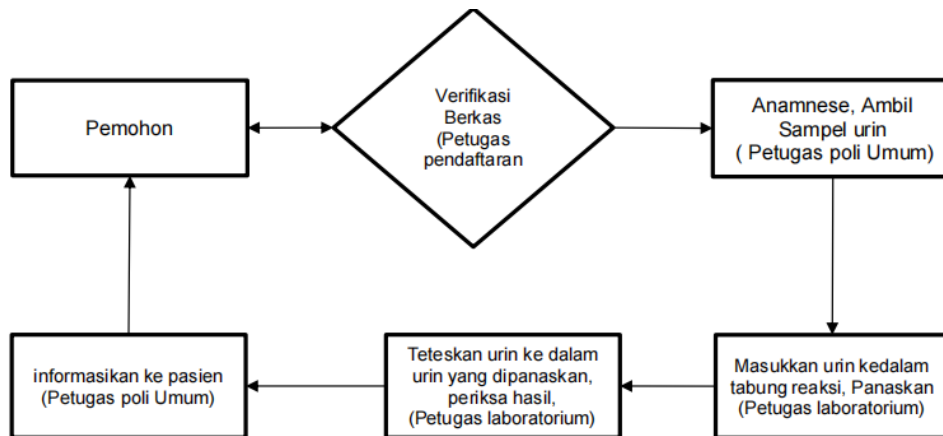 Pemohon
Verifikasi
Berkas
(Petugas
pendaftaran
Anamnese, Ambil
Sampel urin
( Petugas poli Umum)
informasikan ke pasien
(Petugas poli Umum)
Teteskan urin ke dalam
urin yang dipanaskan,
periksa hasil,
(Petugas laboratorium)
Masukkan urin kedalam
tabung reaksi, Panaskan
(Petugas laboratorium)